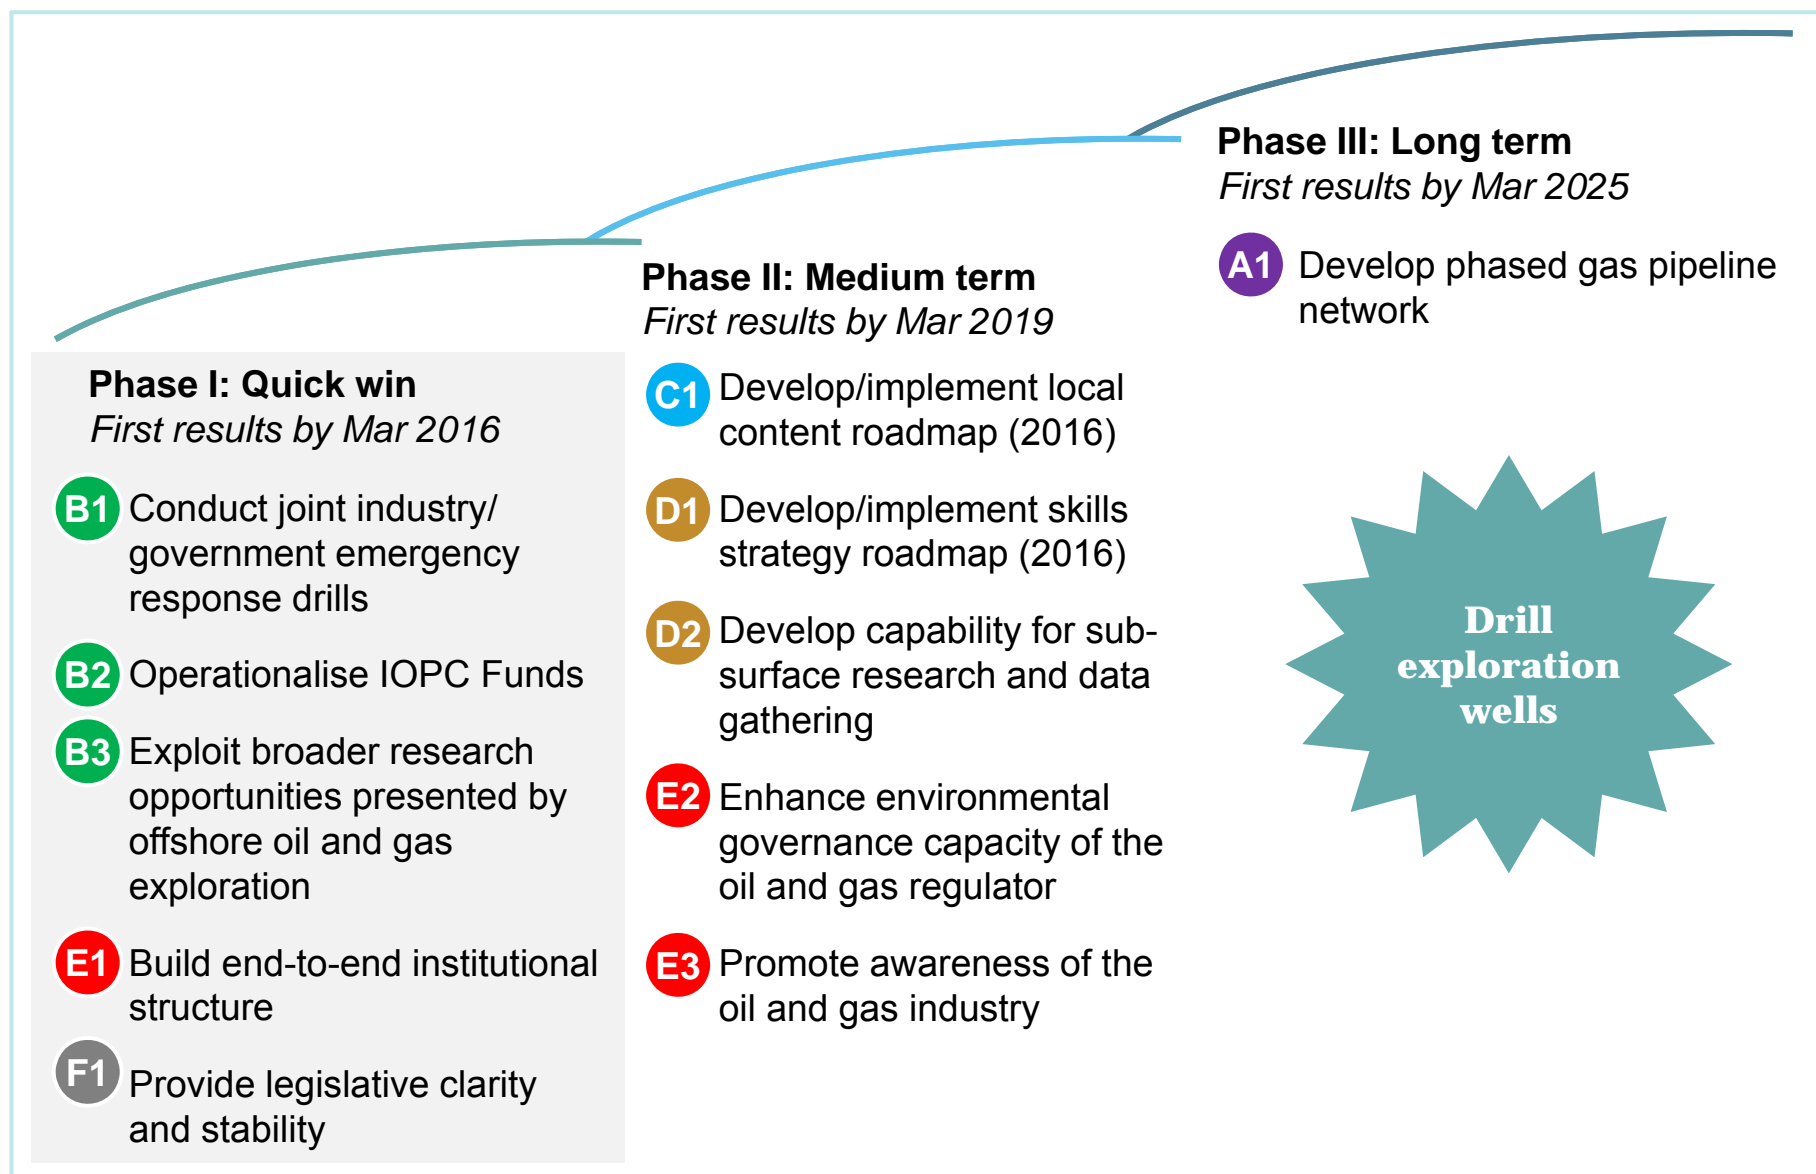 Phase I: Quick win
First results by Mar 2016
B1 Conduct joint industry/
government emergency
response drills
B2 Operationalise IOPC Funds
B3 Exploit broader research
opportunities presented by
offshore oil and gas
exploration
E1 Build end-to-end institutional
structure
F1 Provide legislative clarity
and stability
Phase II: Medium term
First results by Mar 2019
C1 Develop/implement local
content roadmap (2016)
D1 Develop/implement skills
strategy roadmap (2016)
D2 Develop capability for sub-
surface research and data
gathering
E2 Enhance environmental
governance capacity of the
oil and gas regulator
E3 Promote awareness of the
oil and gas industry
Phase III: Long term
First results by Mar 2025
A1 Develop phased gas pipeline
network
Drill
exploration
wells